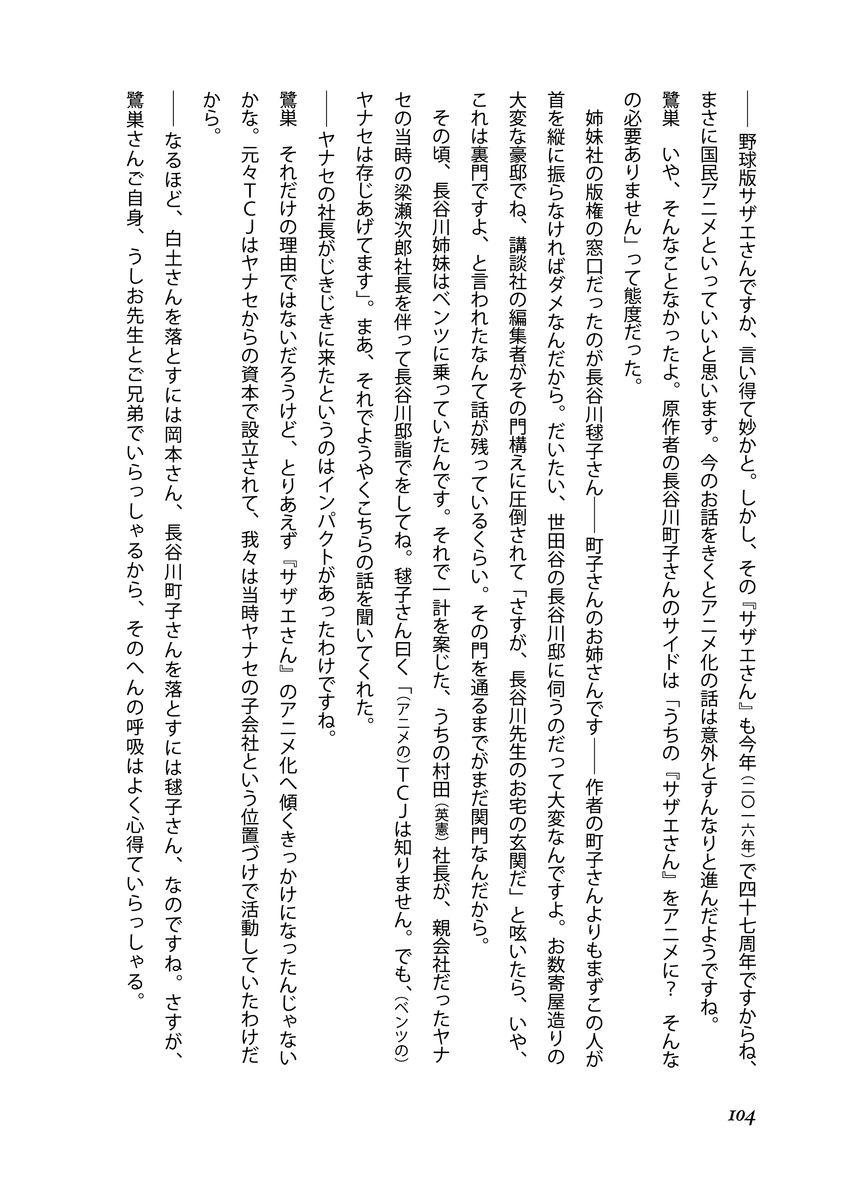 ―― 野球版サザエさんですか、言い得て妙かと。しかし、その『サザエさん』も今年（二〇一六年）で四十七周年ですからね、
まさに国民アニメといっていいと思います。今のお話をきくとアニメ化の話は意外とすんなりと進んだようですね。
鷺巣　いや、そんなことなかったよ。原作者の長谷川町子さんのサイドは「うちの『サザエさん』をアニメに？　そんな
の必要ありません」って態度だった。
　姉妹社の版権の窓口だったのが長谷川毬子さん――町子さんのお姉さんです――作者の町子さんよりもまずこの人が
首を縦に振らなければダメなんだから。だいたい、世田谷の長谷川邸に伺うのだって大変なんですよ。お数寄屋造りの
大変な豪邸でね、講談社の編集者がその門構えに圧倒されて「さすが、長谷川先生のお宅の玄関だ」と呟いたら、いや、
これは裏門ですよ、と言われたなんて話が残っているくらい。その門を通るまでがまだ関門なんだから。
　その頃、長谷川姉妹はベンツに乗っていたんです。それで一計を案じた、うちの村田（英憲）社長が、親会社だったヤナ
セの当時の梁瀬次郎社長を伴って長谷川邸詣でをしてね。毬子さん曰く「（アニメの）ＴＣＪは知りません。でも、（ベンツの）
ヤナセは存じあげてます」。まあ、それでようやくこちらの話を聞いてくれた。
―― ヤナセの社長がじきじきに来たというのはインパクトがあったわけですね。
鷺巣　それだけの理由ではないだろうけど、とりあえず『サザエさん』のアニメ化へ傾くきっかけになったんじゃない
かな。元々ＴＣＪはヤナセからの資本で設立されて、我々は当時ヤナセの子会社という位置づけで活動していたわけだ
から。
―― なるほど、白土さんを落とすには岡本さん、長谷川町子さんを落とすには毬子さん、なのですね。さすが、
鷺巣さんご自身、うしお先生とご兄弟でいらっしゃるから、そのへんの呼吸はよく心得ていらっしゃる。
104